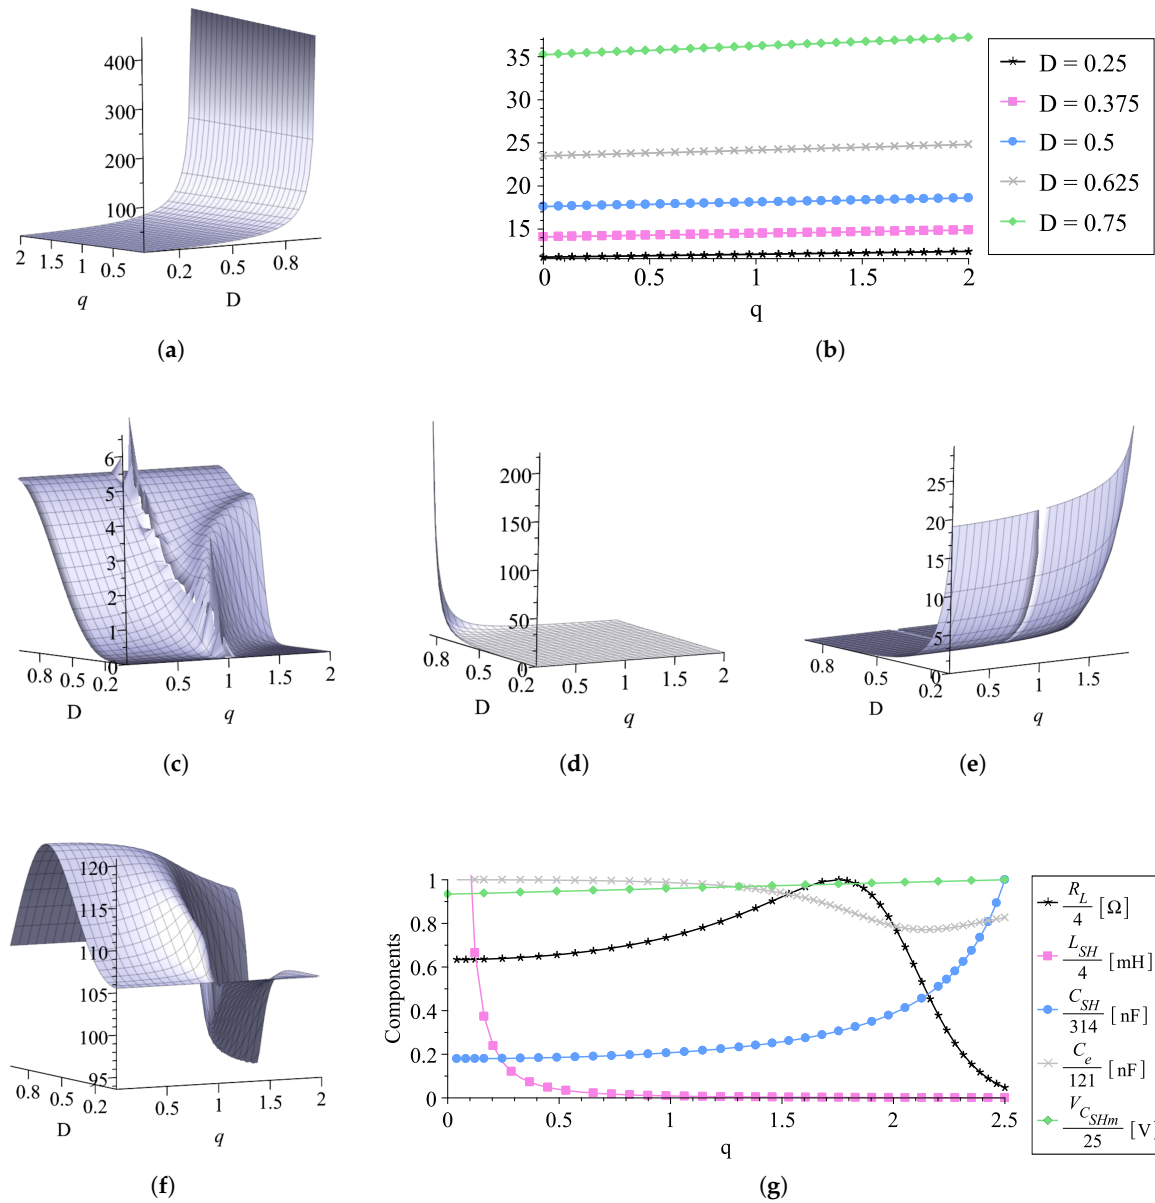 400
300
200
100
2
1.5
1
0.5
0.2
0.5
0.8
q
D
(a)
35
30
25
20
15
0
0.5
1
1.5
2
q
D = 0.25
D = 0.375
D = 0.5
D = 0.625
D = 0.75
(b)
6
5
4
3
2
1
0
0.8
0.5
0.2
0.5
1
1.5
2
D
q
(c)
200
150
100
50
0
0.8
0.5
0.2
0.5
1
1.5
2
D
q
(d)
25
20
15
10
5
0
0.8
0.5
0.2
0.5
1
1.5
D
q
(e)
120
115
110
105
100
95
0.8
0.5
0.2
0.5
1
1.5
2
D
q
(f)
1
0.8
0.6
0.4
0.2
0
Components
0
0.5
1
1.5
2
2.5
q
R_L/4 [Ω]
L_SH/4 [mH]
C_SH/314 [nF]
C_e/121 [nF]
V_C_SHm/25 [V]
(g)